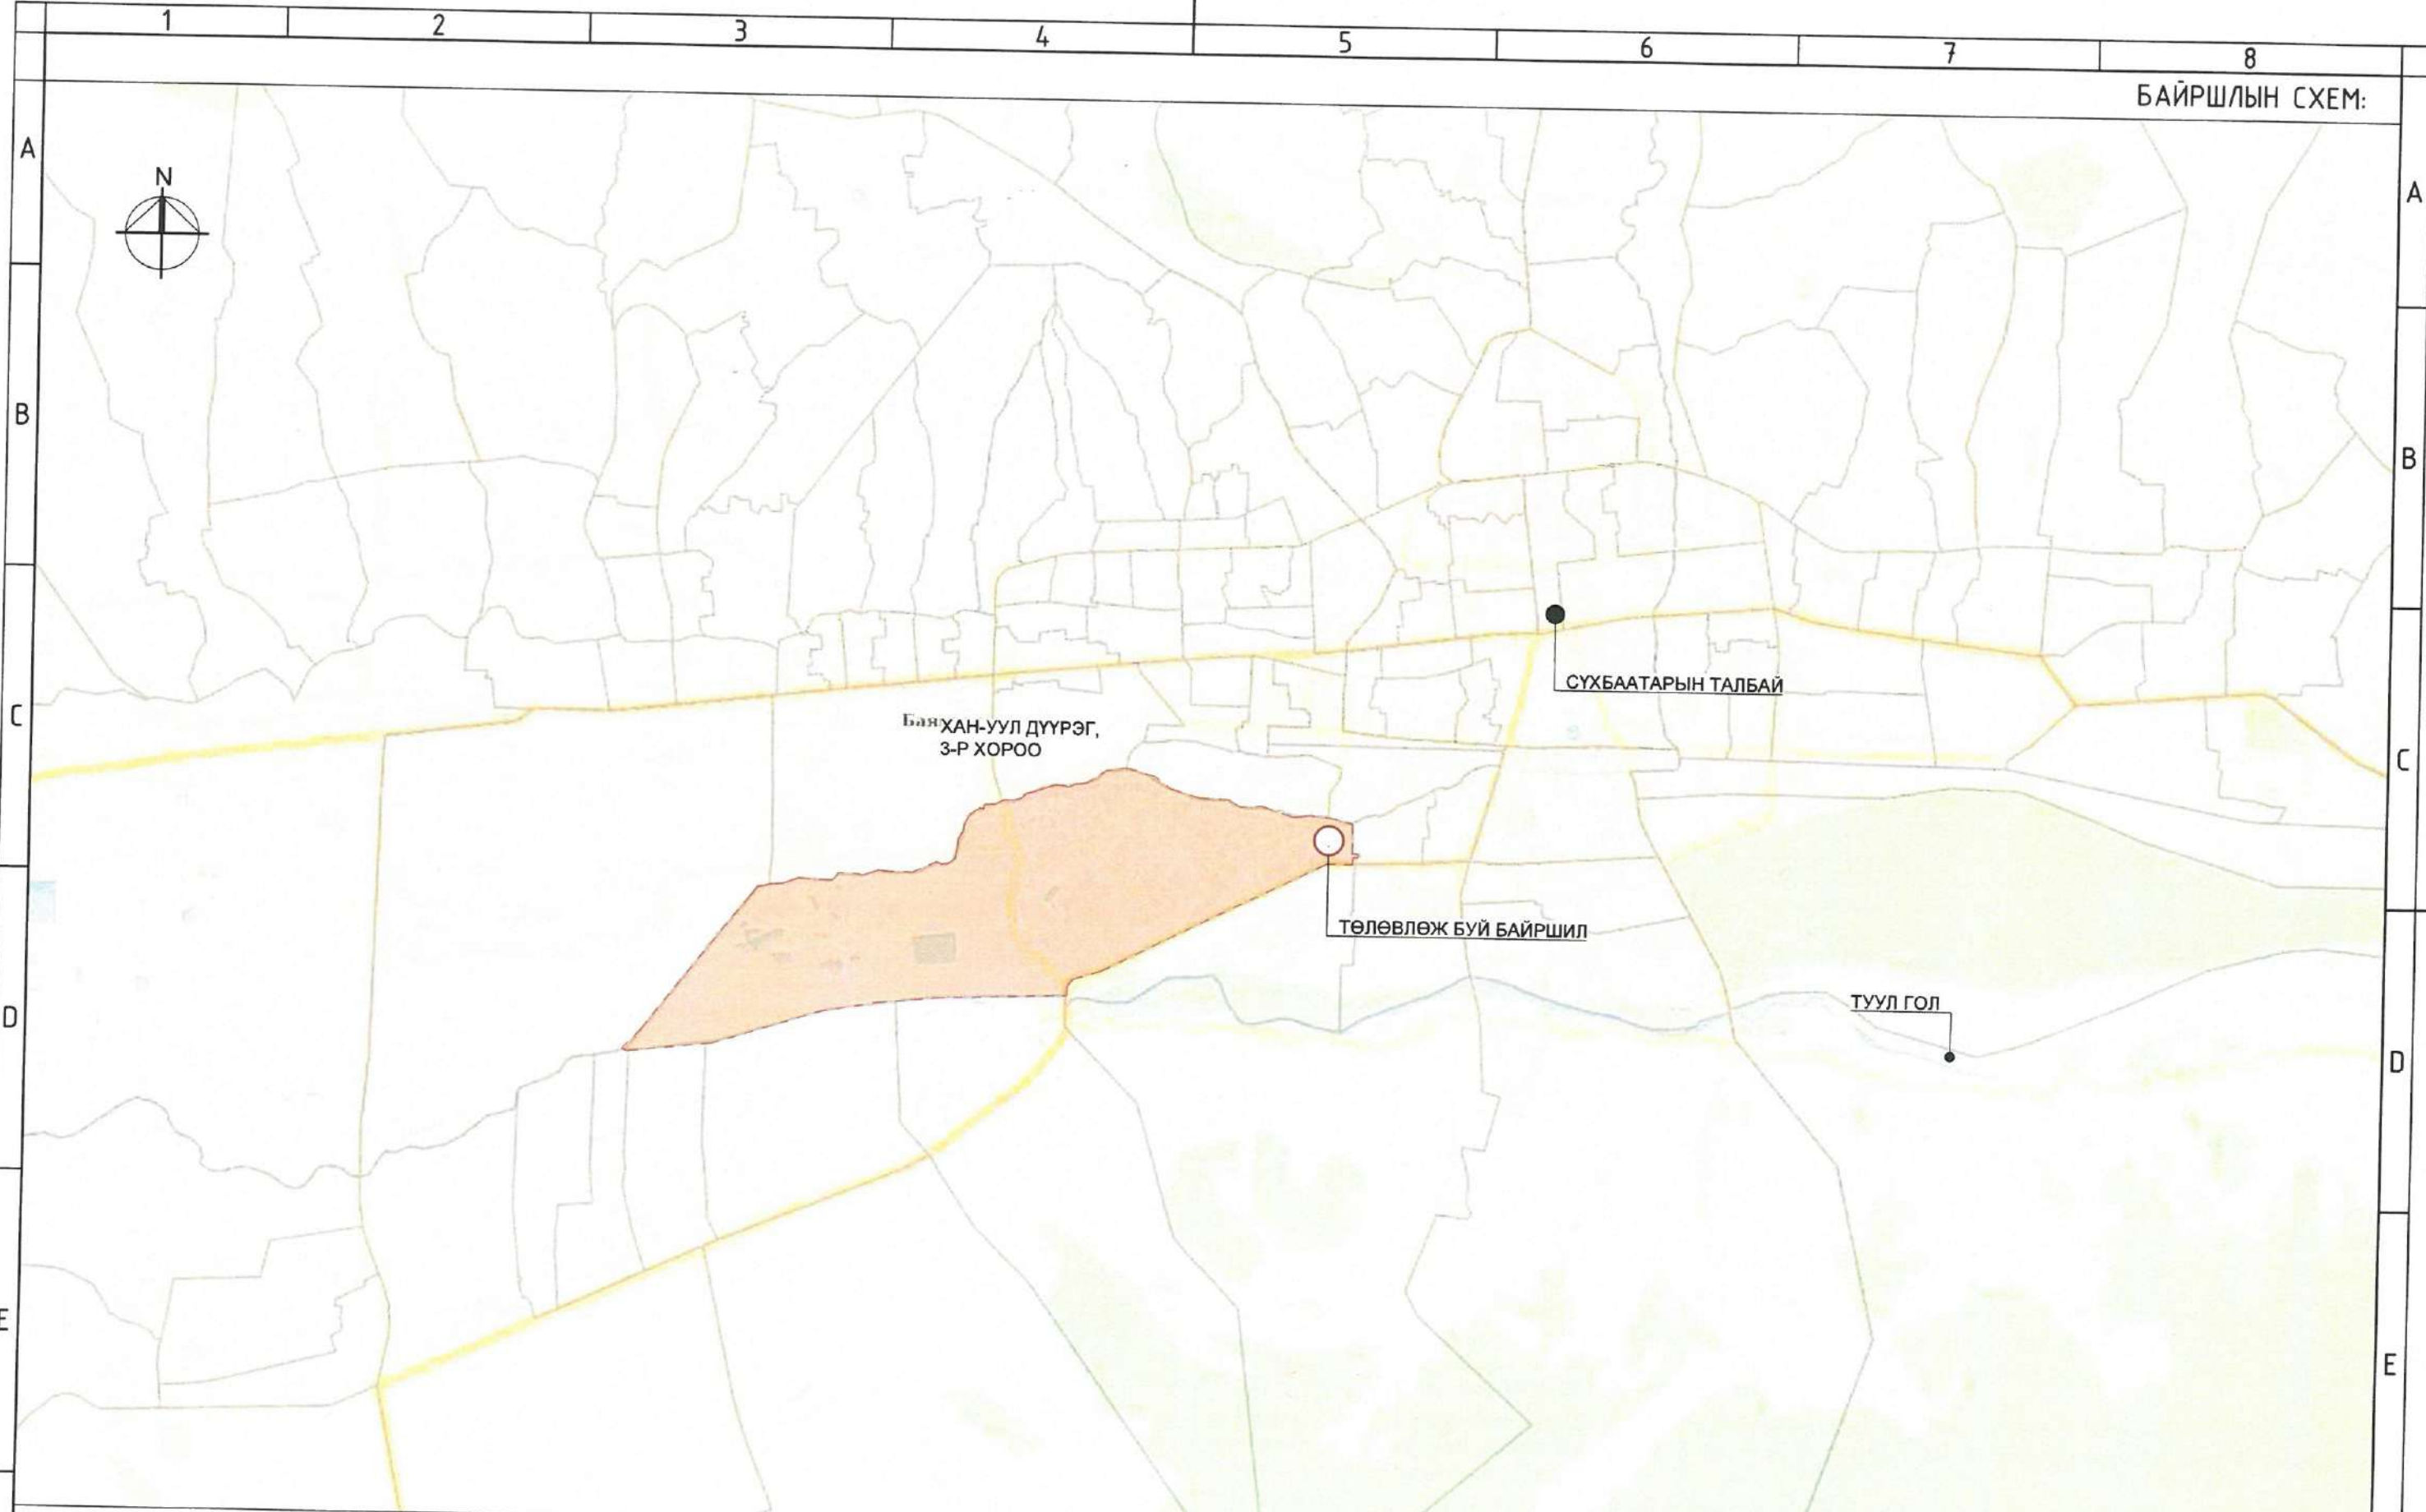 1 2 3 4 5 6 7 8
БАЙРШЛЫН СХЕМ:
A
A
N
B
B
СҮХБААТАРЫН ТАЛБАЙ
C
Бая
ХАН-УУЛ ДҮҮРЭГ,
3-Р ХОРОО
C
ТӨЛӨВЛӨЖ БУЙ БАЙРШИЛ
ТУУЛ ГОЛ
D
D
E
E